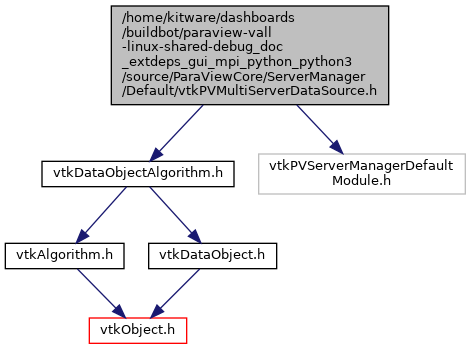 /home/kitware/dashboards
/buildbot/paraview-vall
-linux-shared-debug_doc
_extdeps_gui_mpi_python_python3
/source/ParaViewCore/ServerManager
/Default/vtkPVMultiServerDataSource.h
vtkDataObjectAlgorithm.h
vtkPVServerManagerDefault
Module.h
vtkAlgorithm.h
vtkDataObject.h
vtkObject.h